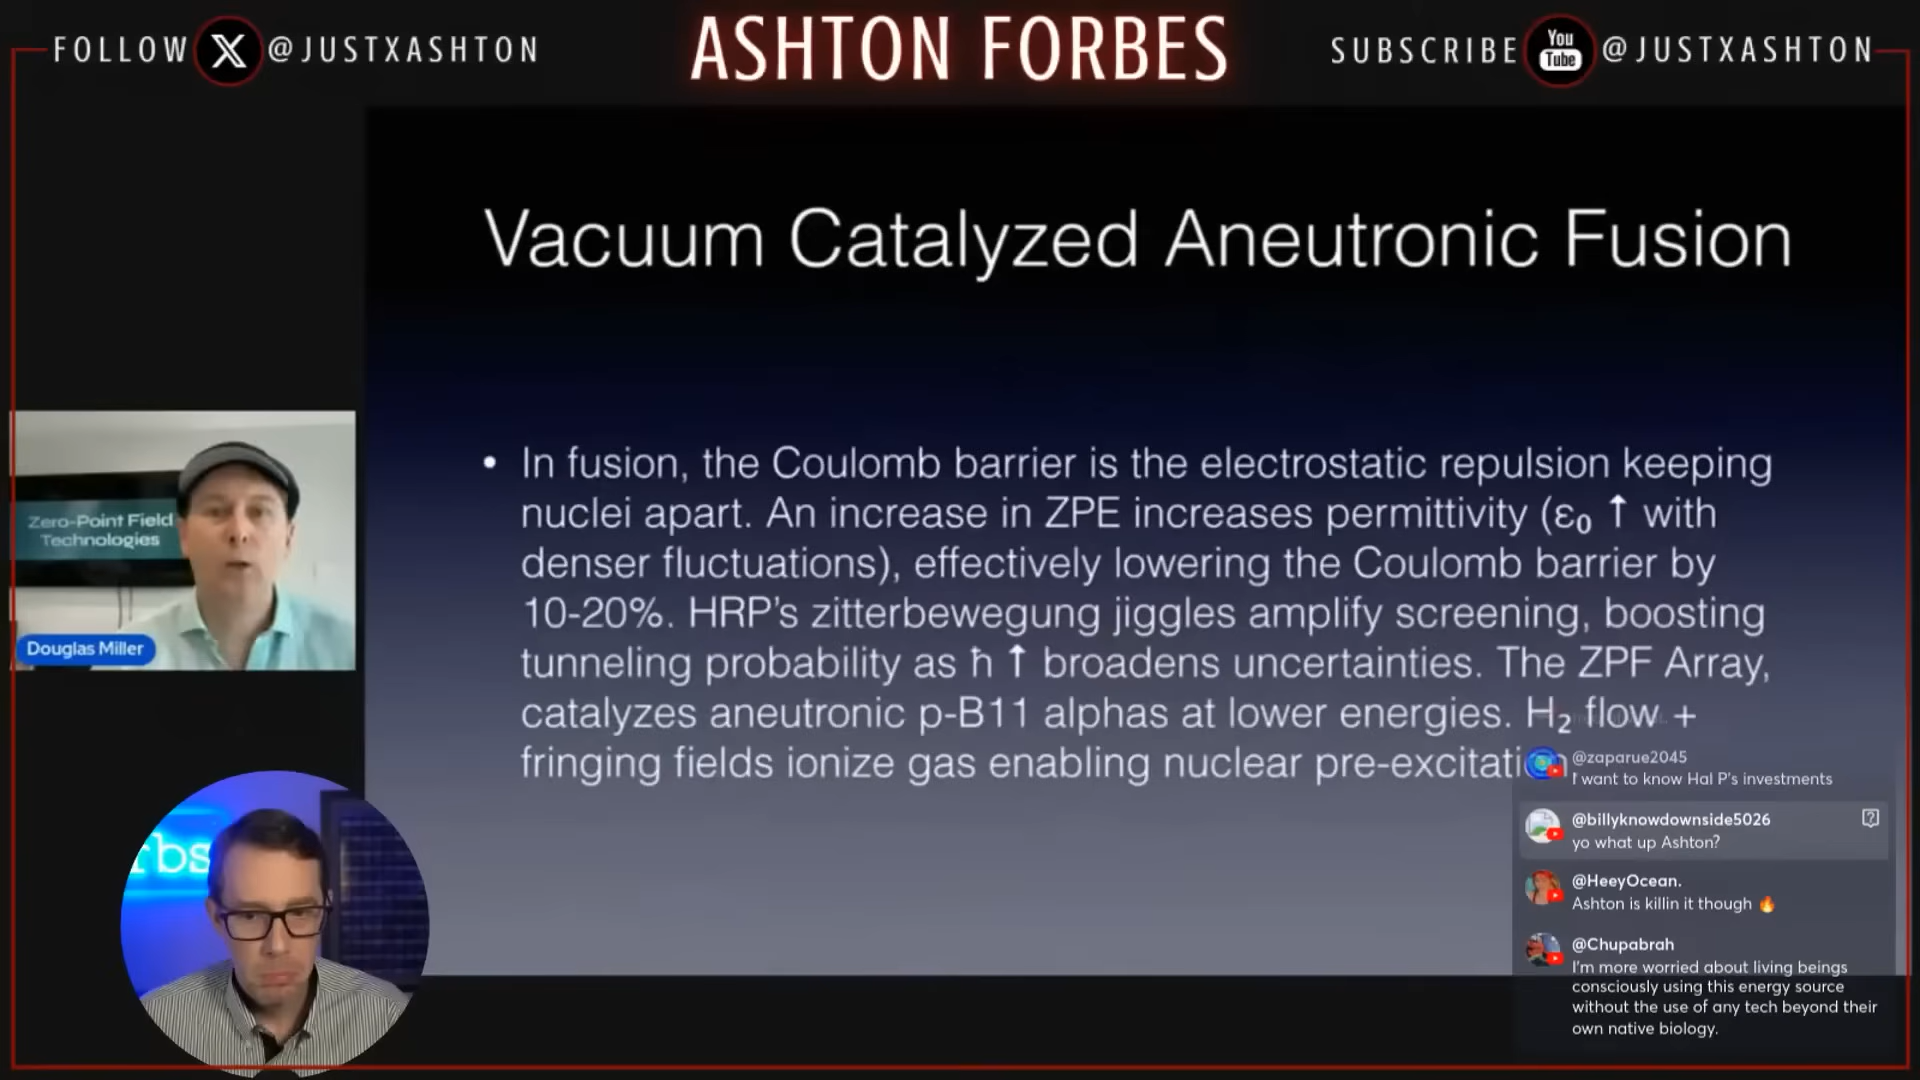 FOLLOW X @JUSTXASHTON
ASHTON FORBES
SUBSCRIBE You Tube @JUSTXASHTON
Vacuum Catalyzed Aneutronic Fusion
• In fusion, the Coulomb barrier is the electrostatic repulsion keeping
nuclei apart. An increase in ZPE increases permittivity (ε₀ ↑ with
denser fluctuations), effectively lowering the Coulomb barrier by
10-20%. HRP's zitterbewegung jiggles amplify screening, boosting
tunneling probability as ħ ↑ broadens uncertainties. The ZPF Array,
catalyzes aneutronic p-B11 alphas at lower energies. H₂ flow +
fringing fields ionize gas enabling nuclear pre-excitati
Zero-Point Field
Technologies
Douglas Miller
rbs
@zaparue2045
I want to know Hal P's investments
@billyknowdownside5026
yo what up Ashton?
@HeeyOcean.
Ashton is killin it though 🔥
@Chupabrah
I'm more worried about living beings
consciously using this energy source
without the use of any tech beyond their
own native biology.